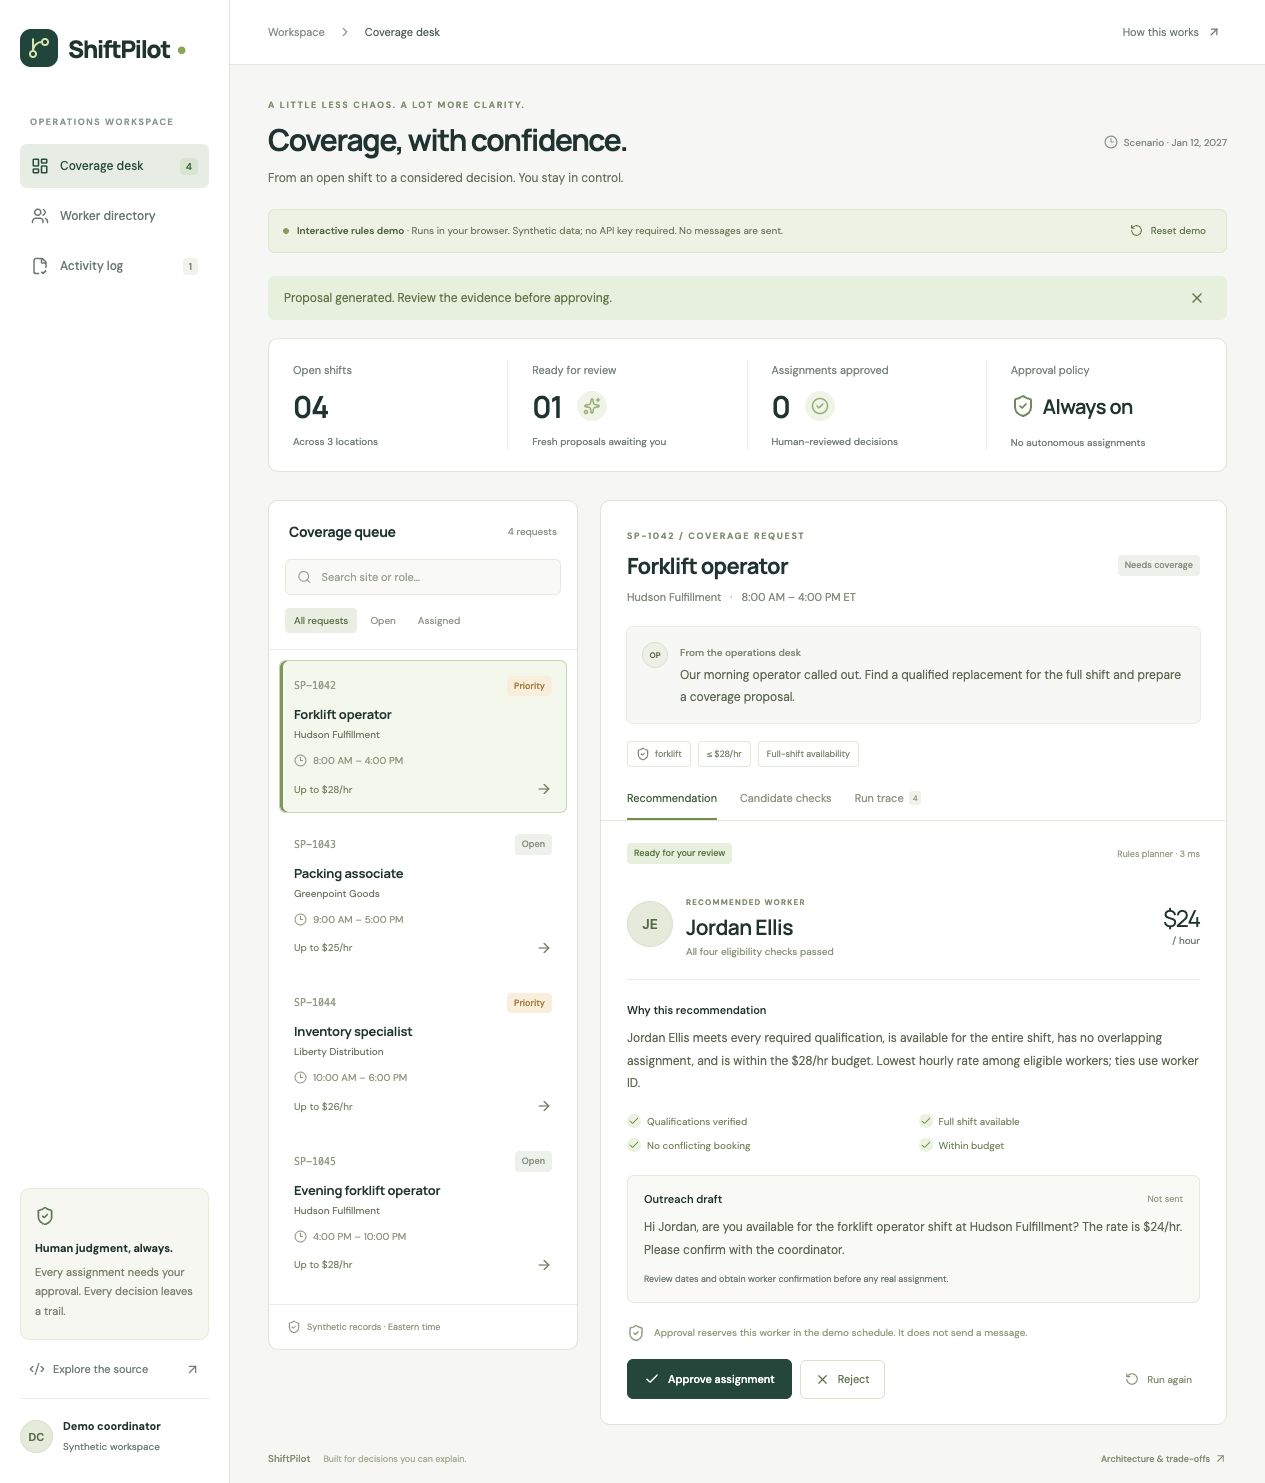 ShiftPilot
OPERATIONS WORKSPACE
Coverage desk 4
Worker directory
Activity log 1
Human judgment, always.
Every assignment needs your
approval. Every decision leaves
a trail.
Explore the source
DC
Demo coordinator
Synthetic workspace
Workspace > Coverage desk
How this works
A LITTLE LESS CHAOS. A LOT MORE CLARITY.
Coverage, with confidence.
Scenario · Jan 12, 2027
From an open shift to a considered decision. You stay in control.
Interactive rules demo · Runs in your browser. Synthetic data; no API key required. No messages are sent.
Reset demo
Proposal generated. Review the evidence before approving.
Open shifts
04
Across 3 locations
Ready for review
01
Fresh proposals awaiting you
Assignments approved
0
Human-reviewed decisions
Approval policy
Always on
No autonomous assignments
Coverage queue
4 requests
Search site or role...
All requests Open Assigned
SP-1042 Priority
Forklift operator
Hudson Fulfillment
8:00 AM – 4:00 PM
Up to $28/hr
SP-1043 Open
Packing associate
Greenpoint Goods
9:00 AM – 5:00 PM
Up to $25/hr
SP-1044 Priority
Inventory specialist
Liberty Distribution
10:00 AM – 6:00 PM
Up to $26/hr
SP-1045 Open
Evening forklift operator
Hudson Fulfillment
4:00 PM – 10:00 PM
Up to $28/hr
Synthetic records · Eastern time
SP-1042 / COVERAGE REQUEST
Forklift operator
Needs coverage
Hudson Fulfillment · 8:00 AM – 4:00 PM ET
OP
From the operations desk
Our morning operator called out. Find a qualified replacement for the full shift and prepare
a coverage proposal.
forklift
≤ $28/hr
Full-shift availability
Recommendation Candidate checks Run trace 4
Ready for your review
Rules planner · 3 ms
JE
RECOMMENDED WORKER
Jordan Ellis
All four eligibility checks passed
$24
/ hour
Why this recommendation
Jordan Ellis meets every required qualification, is available for the entire shift, has no overlapping
assignment, and is within the $28/hr budget. Lowest hourly rate among eligible workers; ties use worker
ID.
Qualifications verified
Full shift available
No conflicting booking
Within budget
Outreach draft
Not sent
Hi Jordan, are you available for the forklift operator shift at Hudson Fulfillment? The rate is $24/hr.
Please confirm with the coordinator.
Review dates and obtain worker confirmation before any real assignment.
Approval reserves this worker in the demo schedule. It does not send a message.
Approve assignment
Reject
Run again
ShiftPilot Built for decisions you can explain.
Architecture & trade-offs